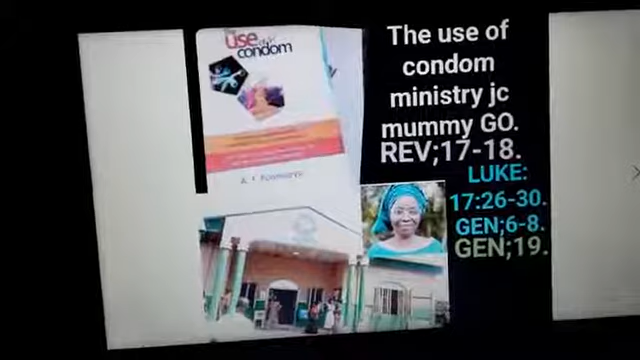 use
condom
The use of
condom
ministry jc
mummy GO.
REV;17-18.
LUKE:
17:26-30.
GEN;6-8.
GEN;19.